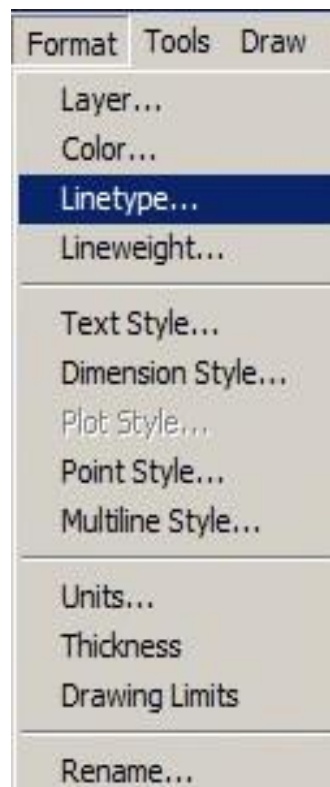 Format Tools Draw
Layer...
Color...
Linetype...
Lineweight...
Text Style...
Dimension Style...
Plot Style...
Point Style...
Multiline Style...
Units...
Thickness
Drawing Limits
Rename...